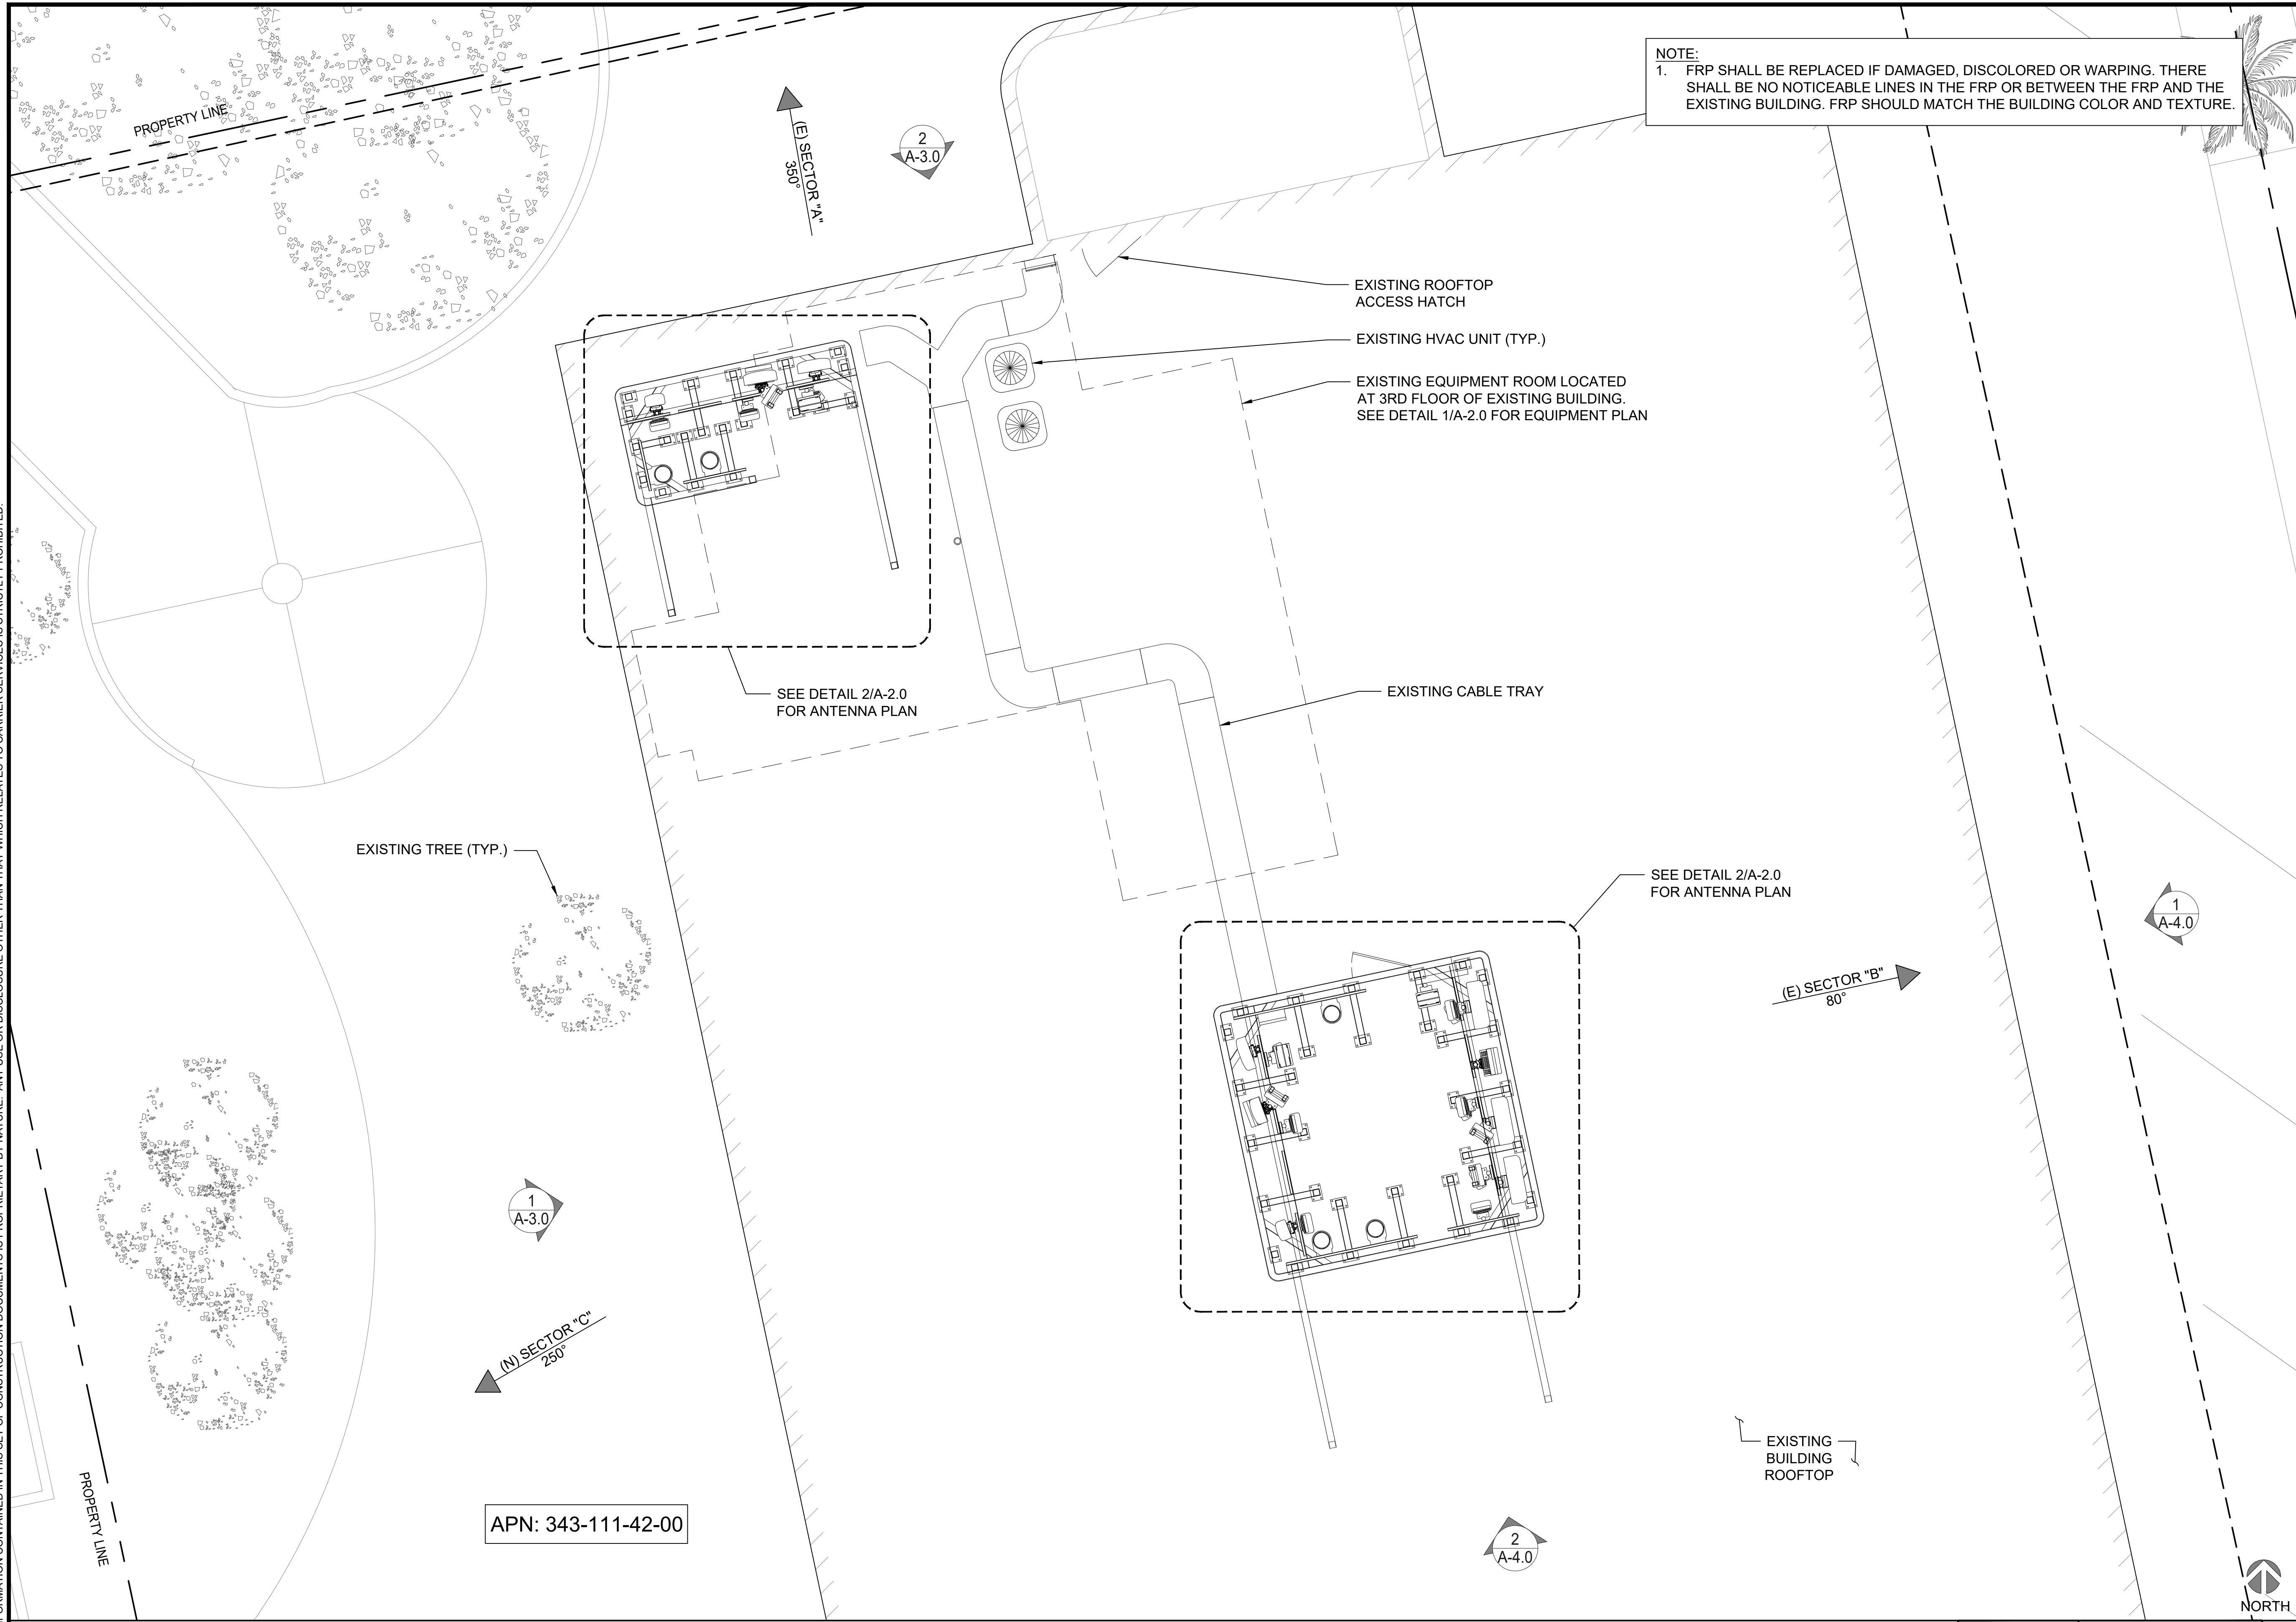 NOTE:
1. FRP SHALL BE REPLACED IF DAMAGED, DISCOLORED OR WARPING. THERE
SHALL BE NO NOTICEABLE LINES IN THE FRP OR BETWEEN THE FRP AND THE
EXISTING BUILDING. FRP SHOULD MATCH THE BUILDING COLOR AND TEXTURE.
PROPERTY LINE
(E) SECTOR "A"
350°
2
A-3.0
EXISTING ROOFTOP
ACCESS HATCH
EXISTING HVAC UNIT (TYP.)
EXISTING EQUIPMENT ROOM LOCATED
AT 3RD FLOOR OF EXISTING BUILDING.
SEE DETAIL 1/A-2.0 FOR EQUIPMENT PLAN
SEE DETAIL 2/A-2.0
FOR ANTENNA PLAN
EXISTING CABLE TRAY
EXISTING TREE (TYP.)
SEE DETAIL 2/A-2.0
FOR ANTENNA PLAN
1
A-4.0
(E) SECTOR "B"
80°
1
A-3.0
(N) SECTOR "C"
250°
EXISTING
BUILDING
ROOFTOP
PROPERTY LINE
APN: 343-111-42-00
2
A-4.0
NORTH